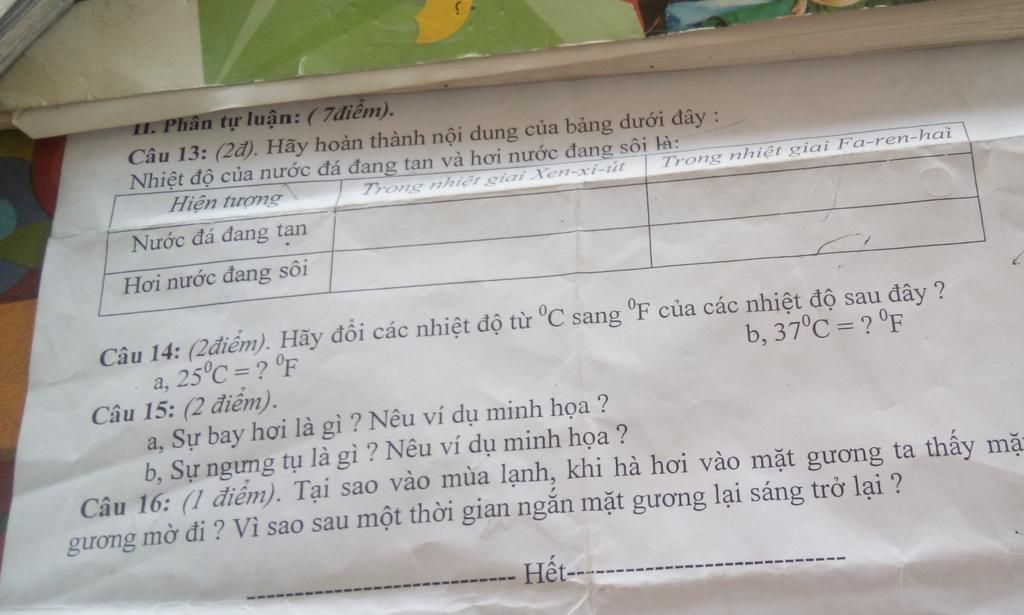 II. Phần tự luận: ( 7điểm).
Câu 13: (2đ). Hãy hoàn thành nội dung của bảng dưới đây :
Nhiệt độ của nước đá đang tan và hơi nước đang sôi là:
Hiện tượng Trong nhiệt giai Xen-xi-út Trong nhiệt giai Fa-ren-hai
Nước đá đang tan
Hơi nước đang sôi
Câu 14: (2điểm). Hãy đổi các nhiệt độ từ ⁰C sang ⁰F của các nhiệt độ sau đây ?
a, 25⁰C = ? ⁰F b, 37⁰C = ? ⁰F
Câu 15: (2 điểm).
a, Sự bay hơi là gì ? Nêu ví dụ minh họa ?
b, Sự ngưng tụ là gì ? Nêu ví dụ minh họa ?
Câu 16: (1 điểm). Tại sao vào mùa lạnh, khi hà hơi vào mặt gương ta thấy mặ
gương mờ đi ? Vì sao sau một thời gian ngắn mặt gương lại sáng trở lại ?
--------------------------- Hết----------------------------